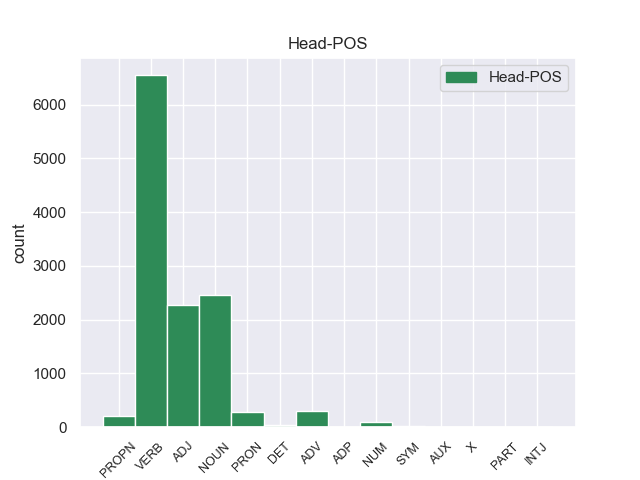 Head-POS
Head-POS
6000
5000
4000
3000
2000
1000
0
count
PROPN
VERB
ADJ
NOUN
PRON
DET
ADV
ADP
NUM
SYM
AUX
X
PART
INTJ